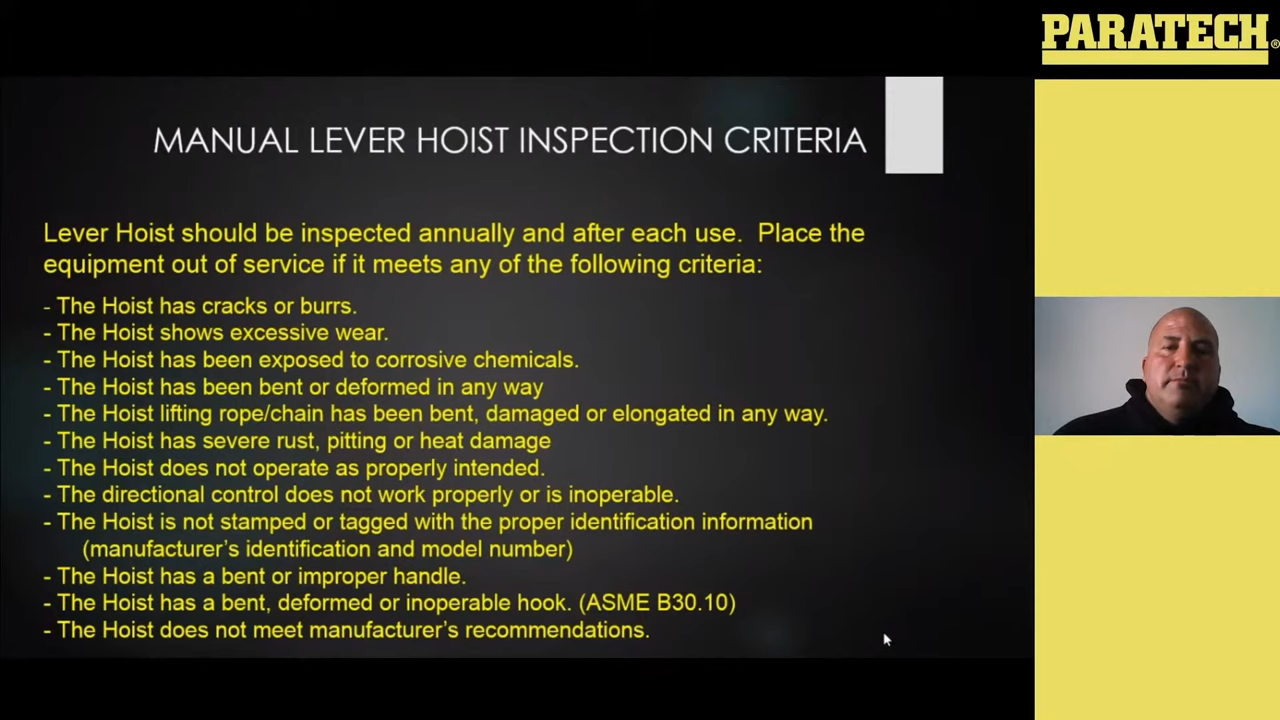 PARATECH®
MANUAL LEVER HOIST INSPECTION CRITERIA
Lever Hoist should be inspected annually and after each use. Place the
equipment out of service if it meets any of the following criteria:
- The Hoist has cracks or burrs.
- The Hoist shows excessive wear.
- The Hoist has been exposed to corrosive chemicals.
- The Hoist has been bent or deformed in any way
- The Hoist lifting rope/chain has been bent, damaged or elongated in any way.
- The Hoist has severe rust, pitting or heat damage
- The Hoist does not operate as properly intended.
- The directional control does not work properly or is inoperable.
- The Hoist is not stamped or tagged with the proper identification information
(manufacturer's identification and model number)
- The Hoist has a bent or improper handle.
- The Hoist has a bent, deformed or inoperable hook. (ASME B30.10)
- The Hoist does not meet manufacturer's recommendations.